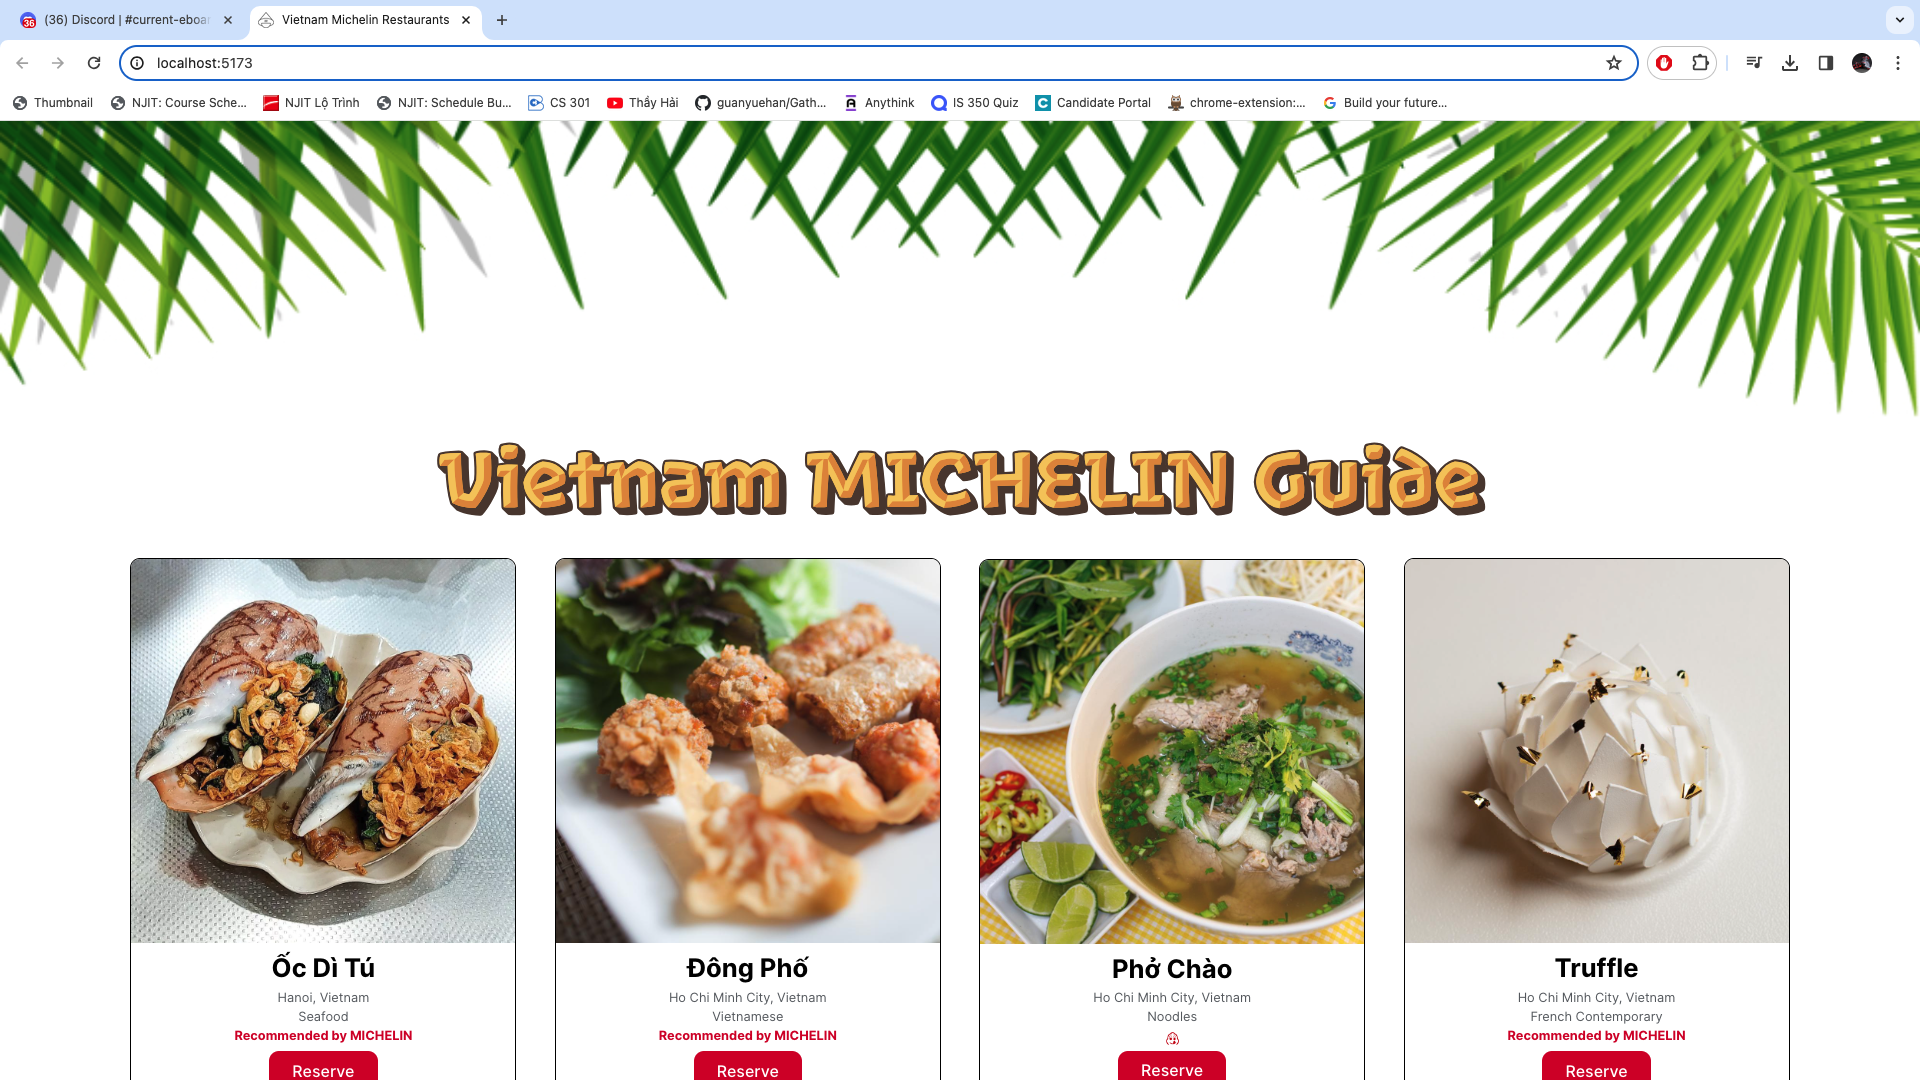 (36) Discord | #current-eboar
Vietnam Michelin Restaurants
localhost:5173
Thumbnail
NJIT: Course Sche...
NJIT Lộ Trình
NJIT: Schedule Bu...
CS 301
Thầy Hải
guanyuehan/Gath...
Anythink
IS 350 Quiz
Candidate Portal
chrome-extension:...
Build your future...
Vietnam MICHELIN Guide
Ốc Dì Tú
Hanoi, Vietnam
Seafood
Recommended by MICHELIN
Reserve
Đông Phố
Ho Chi Minh City, Vietnam
Vietnamese
Recommended by MICHELIN
Reserve
Phở Chào
Ho Chi Minh City, Vietnam
Noodles
Reserve
Truffle
Ho Chi Minh City, Vietnam
French Contemporary
Recommended by MICHELIN
Reserve